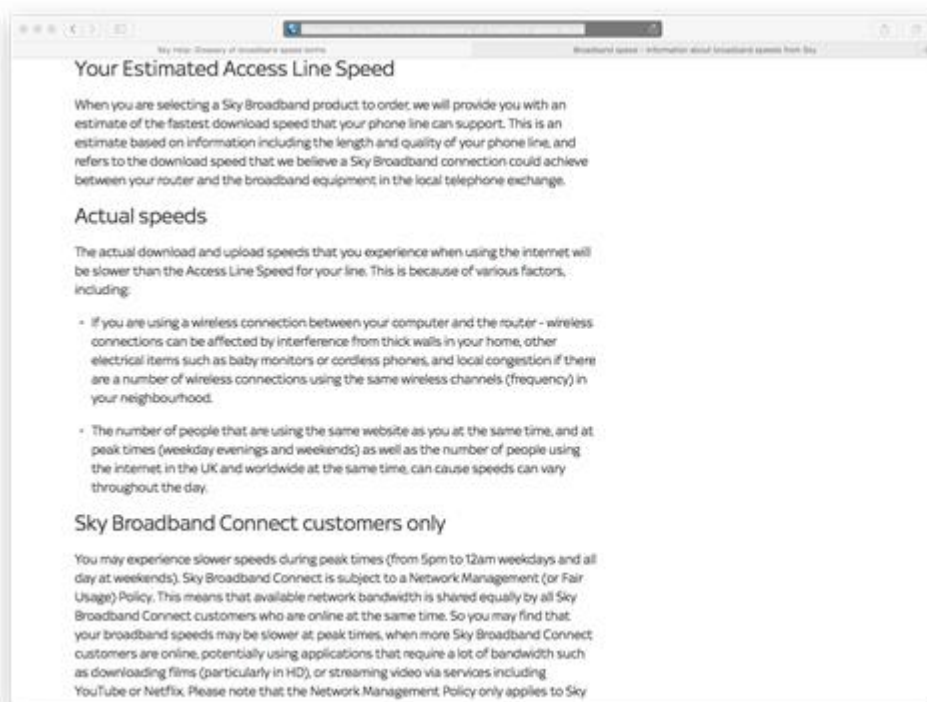 Sky Help: Glossary of broadband speed terms
Broadband speed - Information about broadband speeds from Sky
Your Estimated Access Line Speed
When you are selecting a Sky Broadband product to order, we will provide you with an
estimate of the fastest download speed that your phone line can support. This is an
estimate based on information including the length and quality of your phone line, and
refers to the download speed that we believe a Sky Broadband connection could achieve
between your router and the broadband equipment in the local telephone exchange.
Actual speeds
The actual download and upload speeds that you experience when using the internet will
be slower than the Access Line Speed for your line. This is because of various factors,
including:
• If you are using a wireless connection between your computer and the router - wireless
connections can be affected by interference from thick walls in your home, other
electrical items such as baby monitors or cordless phones, and local congestion if there
are a number of wireless connections using the same wireless channels (frequency) in
your neighbourhood.
• The number of people that are using the same website as you at the same time, and at
peak times (weekday evenings and weekends) as well as the number of people using
the internet in the UK and worldwide at the same time, can cause speeds can vary
throughout the day.
Sky Broadband Connect customers only
You may experience slower speeds during peak times (from 5pm to 12am weekdays and all
day at weekends). Sky Broadband Connect is subject to a Network Management (or Fair
Usage) Policy. This means that available network bandwidth is shared equally by all Sky
Broadband Connect customers who are online at the same time. So you may find that
your broadband speeds may be slower at peak times, when more Sky Broadband Connect
customers are online, potentially using applications that require a lot of bandwidth such
as downloading films (particularly in HD), or streaming video via services including
YouTube or Netflix. Please note that the Network Management Policy only applies to Sky